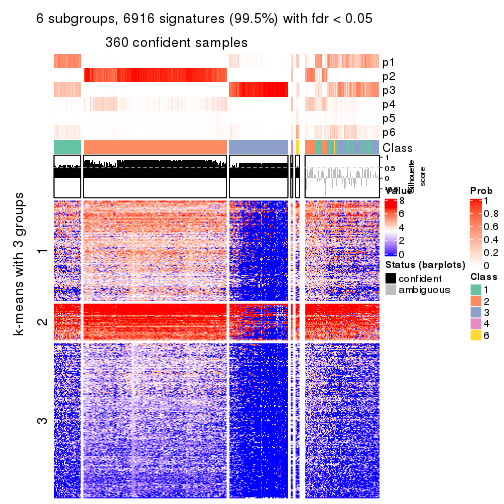 6 subgroups, 6916 signatures (99.5%) with fdr < 0.05
360 confident samples
p1
p2
p3
p4
p5
p6
Class
1
0.5
0
Silhouette
score
k-means with 3 groups
1
2
3
Value
8
6
4
2
0
Status (barplots)
confident
ambiguous
Prob
1
0.8
0.6
0.4
0.2
0
Class
1
2
3
4
6